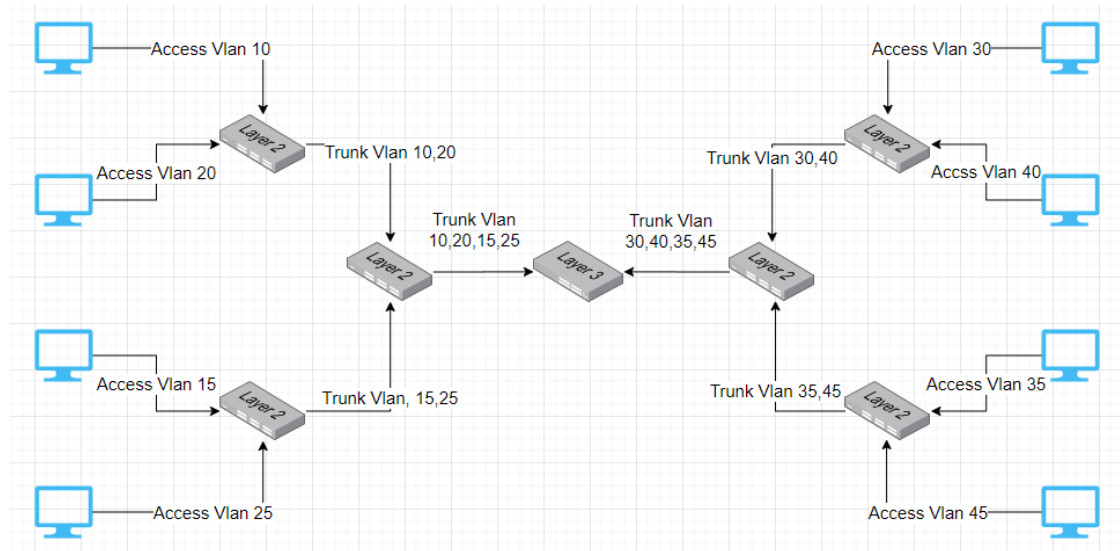 Access Vlan 10
Access Vlan 30
Layer 2
Layer 2
Trunk Vlan 10,20
Trunk Vlan 30,40
Access Vlan 20
Accss Vlan 40
Trunk Vlan
10,20,15,25
Trunk Vlan
30,40,35,45
Layer 2
Layer 3
Layer 2
Access Vlan 15
Access Vlan 35
Layer 2
Trunk Vlan, 15,25
Trunk Vlan 35,45
Layer 2
Access Vlan 25
Access Vlan 45